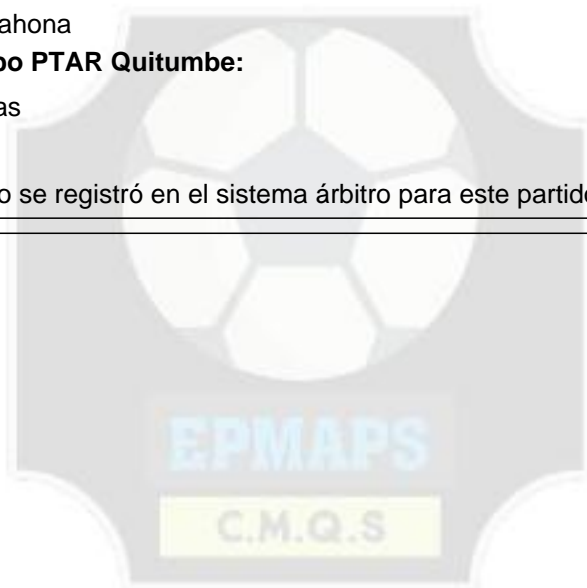 ahona
po PTAR Quitumbe:
as
o se registró en el sistema árbitro para este partido
EPMAPS
C.M.Q.S